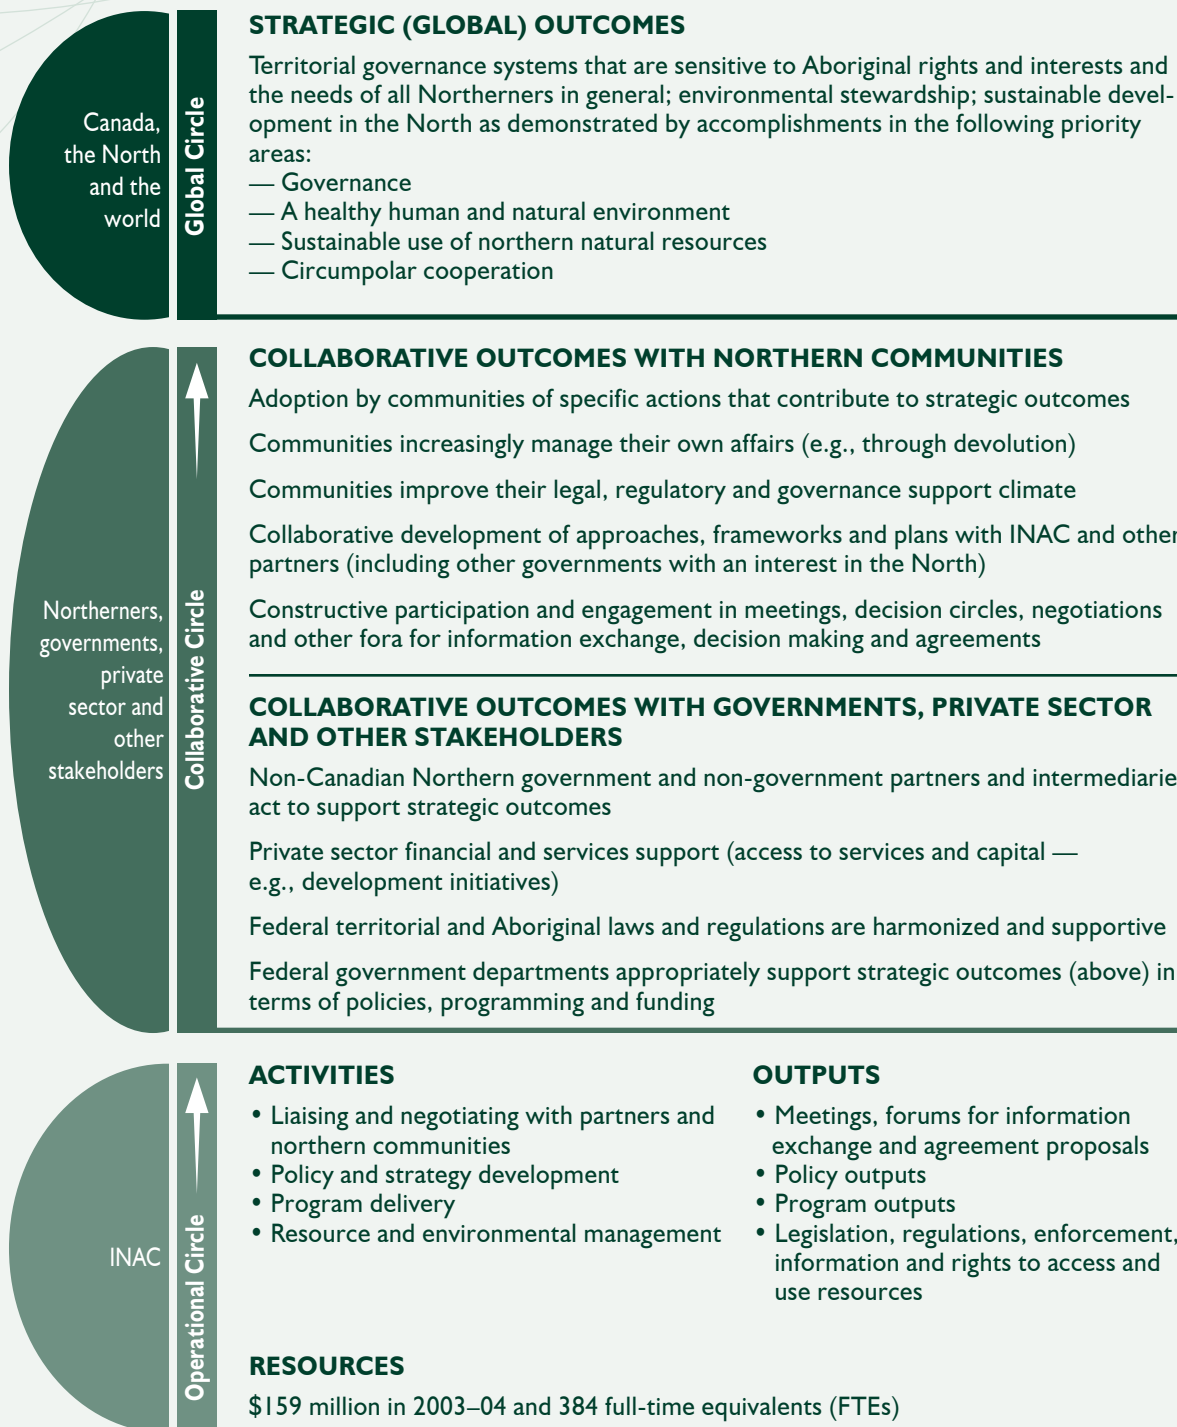 STRATEGIC (GLOBAL) OUTCOMES
Territorial governance systems that are sensitive to Aboriginal rights and interests and
the needs of all Northerners in general; environmental stewardship; sustainable devel-
opment in the North as demonstrated by accomplishments in the following priority
areas:
— Governance
— A healthy human and natural environment
— Sustainable use of northern natural resources
— Circumpolar cooperation
Canada,
the North
and the
world
Global Circle
COLLABORATIVE OUTCOMES WITH NORTHERN COMMUNITIES
Adoption by communities of specific actions that contribute to strategic outcomes
Communities increasingly manage their own affairs (e.g., through devolution)
Communities improve their legal, regulatory and governance support climate
Collaborative development of approaches, frameworks and plans with INAC and other
partners (including other governments with an interest in the North)
Constructive participation and engagement in meetings, decision circles, negotiations
and other fora for information exchange, decision making and agreements
Northerners,
governments,
private
sector and
other
stakeholders
Collaborative Circle
COLLABORATIVE OUTCOMES WITH GOVERNMENTS, PRIVATE SECTOR
AND OTHER STAKEHOLDERS
Non-Canadian Northern government and non-government partners and intermediarie
act to support strategic outcomes
Private sector financial and services support (access to services and capital —
e.g., development initiatives)
Federal territorial and Aboriginal laws and regulations are harmonized and supportive
Federal government departments appropriately support strategic outcomes (above) in
terms of policies, programming and funding
INAC
Operational Circle
ACTIVITIES
• Liaising and negotiating with partners and
northern communities
• Policy and strategy development
• Program delivery
• Resource and environmental management
OUTPUTS
• Meetings, forums for information
exchange and agreement proposals
• Policy outputs
• Program outputs
• Legislation, regulations, enforcement,
information and rights to access and
use resources
RESOURCES
$159 million in 2003–04 and 384 full-time equivalents (FTEs)